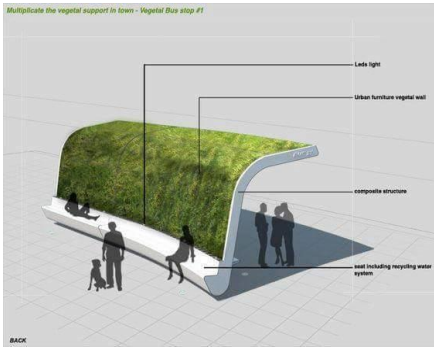 Multiplicate the vegetal support in town - Vegetal Bus stop #1
Leds light
Urban furniture vegetal wall
composite structure
seat including recycling water
system
BACK